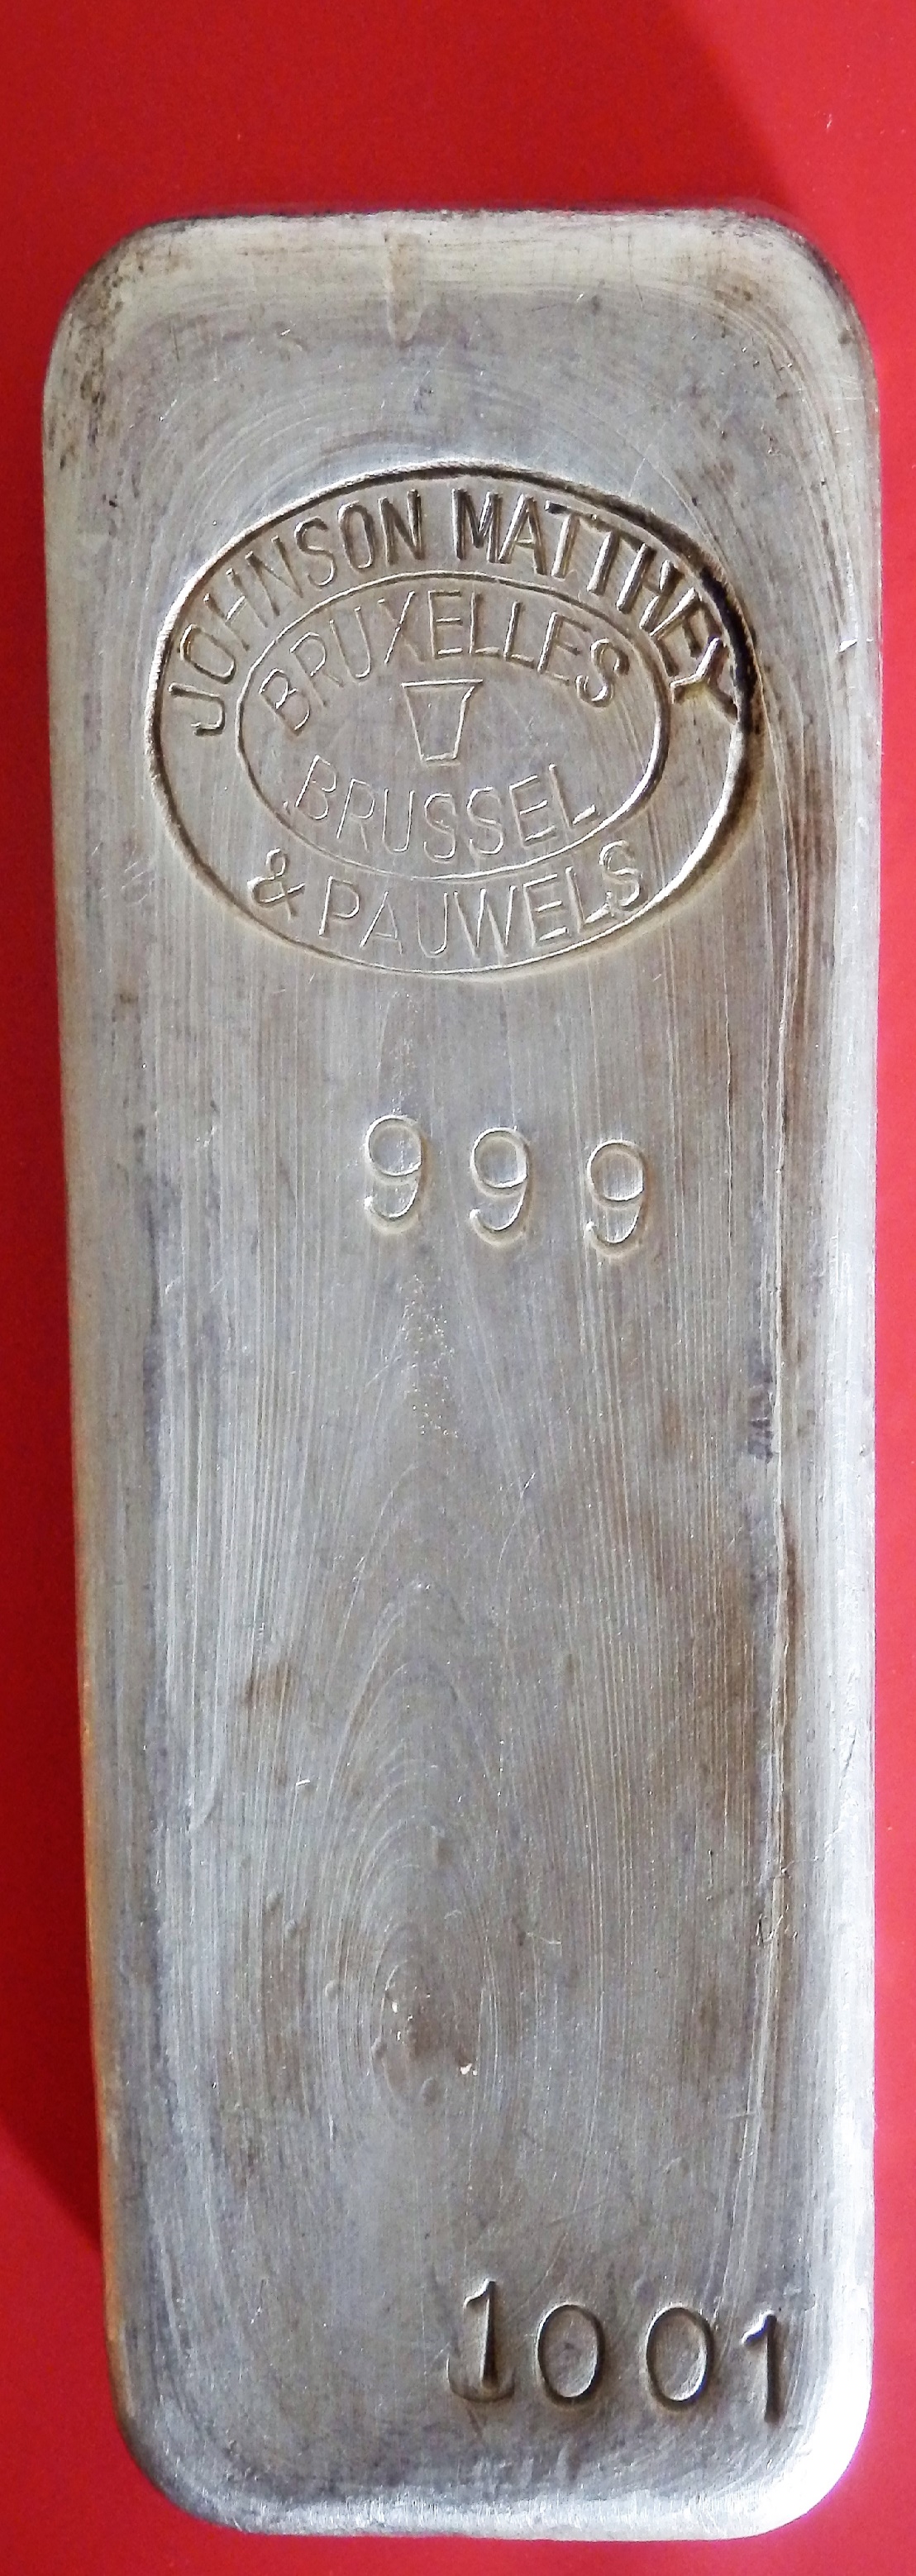 JOHNSON MATTHEY
BRUXELLES
BRUSSEL
& PAUWELS
999
1001